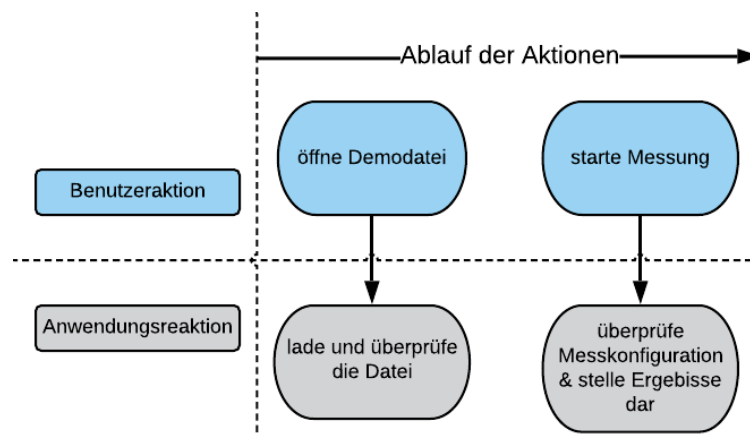 Ablauf der Aktionen
Benutzeraktion
öffne Demodatei
starte Messung
Anwendungsreaktion
lade und überprüfe
die Datei
überprüfe
Messkonfiguration
& stelle Ergebisse
dar